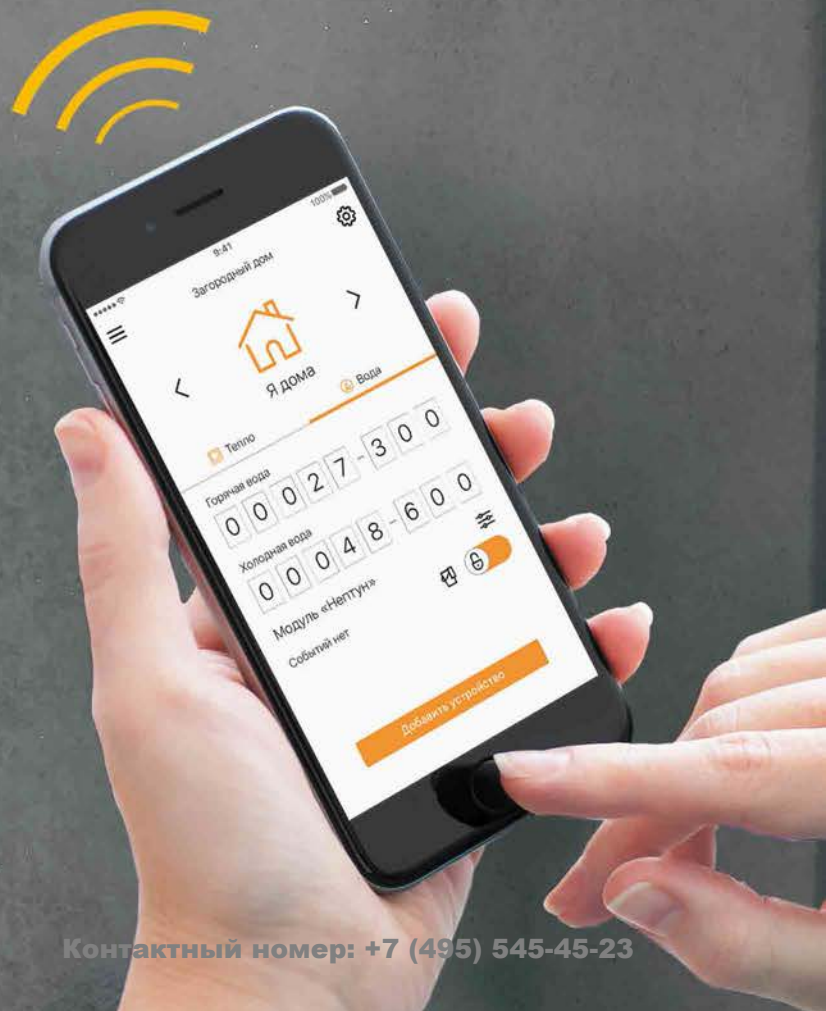 100%
9:41
Загородный дом
Я дома
Тепло
Вода
Горячая вода
00027-300
Холодная вода
00048-600
Модуль «Нептун»
Событий нет
Добавить устройство
Контактный номер: +7 (495) 545-45-23